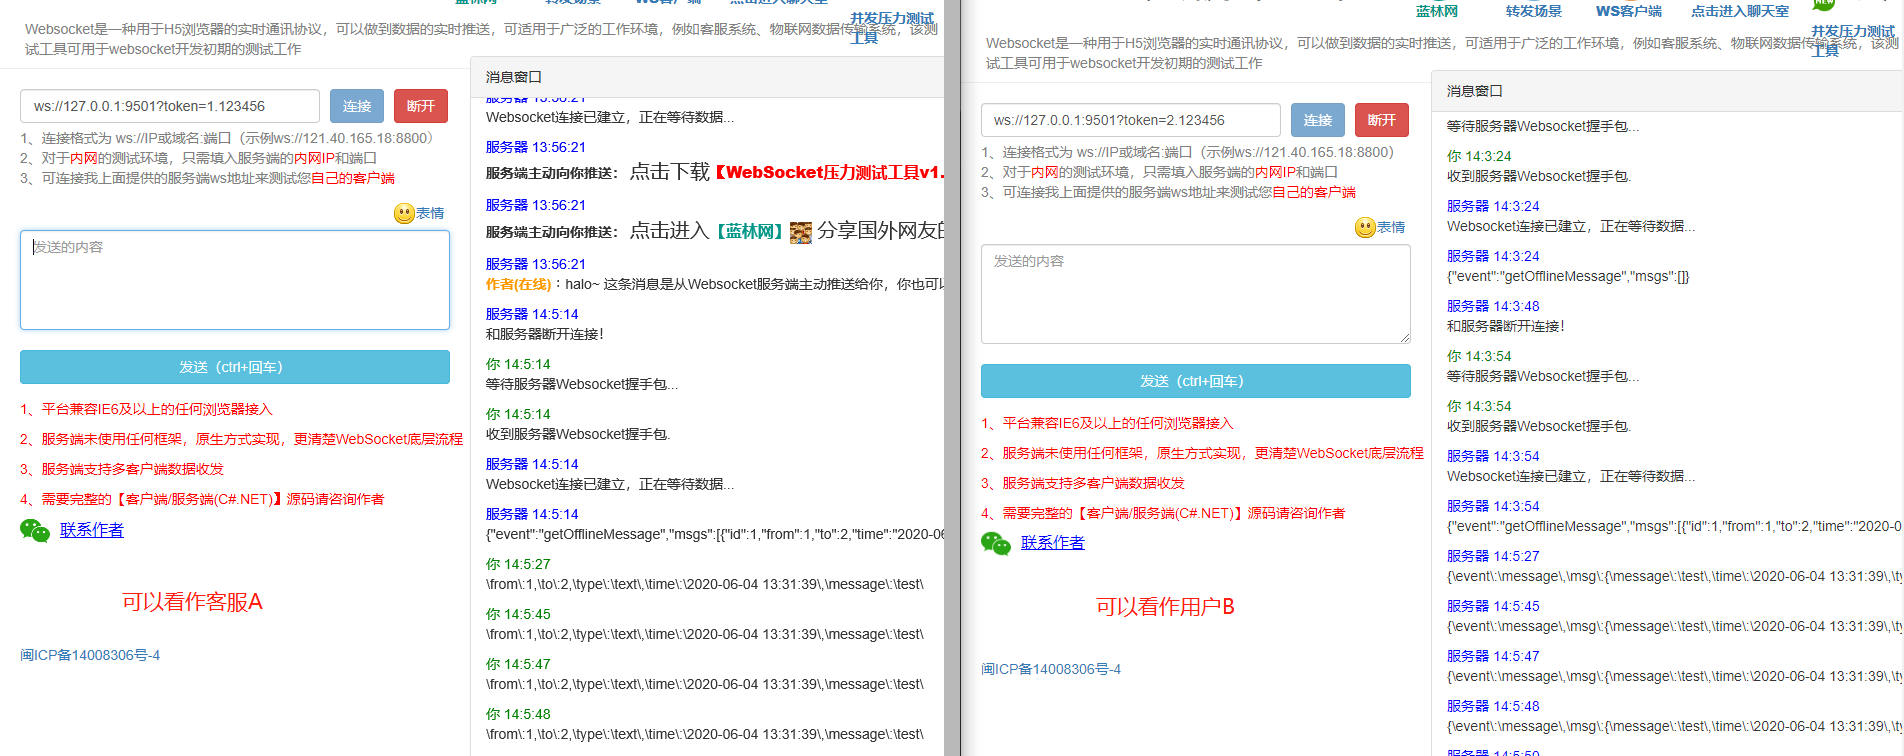 蓝林网 转发场景 WS客户端 点击进入聊天室 并发压力测试
工具
Websocket是一种用于H5浏览器的实时通讯协议，可以做到数据的实时推送，可适用于广泛的工作环境，例如客服系统、物联网数据传输系统，该测
试工具可用于websocket开发初期的测试工作
ws://127.0.0.1:9501?token=1.123456 连接 断开
1、连接格式为 ws://IP或域名:端口（示例ws://121.40.165.18:8800）
2、对于内网的测试环境，只需填入服务端的内网IP和端口
3、可连接我上面提供的服务端ws地址来测试您自己的客户端
表情
发送的内容
发送（ctrl+回车）
1、平台兼容IE6及以上的任何浏览器接入
2、服务端未使用任何框架，原生方式实现，更清楚WebSocket底层流程
3、服务端支持多客户端数据收发
4、需要完整的【客户端/服务端(C#.NET)】源码请咨询作者
联系作者
可以看作客服A
闽ICP备14008306号-4
消息窗口
服务器 13:56:21
Websocket连接已建立，正在等待数据...
服务器 13:56:21
服务端主动向你推送： 点击下载【WebSocket压力测试工具v1.
服务器 13:56:21
服务端主动向你推送： 点击进入【蓝林网】 分享国外网友的
服务器 13:56:21
作者(在线)：halo~ 这条消息是从Websocket服务端主动推送给你，你也可以
服务器 14:5:14
和服务器断开连接！
你 14:5:14
等待服务器Websocket握手包...
你 14:5:14
收到服务器Websocket握手包.
服务器 14:5:14
Websocket连接已建立，正在等待数据...
服务器 14:5:14
{"event":"getOfflineMessage","msgs":[{"id":1,"from":1,"to":2,"time":"2020-06
你 14:5:27
\from\:1,\to\:2,\type\:\text\,\time\:\2020-06-04 13:31:39\,\message\:\test\
你 14:5:45
\from\:1,\to\:2,\type\:\text\,\time\:\2020-06-04 13:31:39\,\message\:\test\
你 14:5:47
\from\:1,\to\:2,\type\:\text\,\time\:\2020-06-04 13:31:39\,\message\:\test\
你 14:5:48
\from\:1,\to\:2,\type\:\text\,\time\:\2020-06-04 13:31:39\,\message\:\test\
蓝林网 转发场景 WS客户端 点击进入聊天室 NEW
并发压力测试
工具
Websocket是一种用于H5浏览器的实时通讯协议，可以做到数据的实时推送，可适用于广泛的工作环境，例如客服系统、物联网数据传输系统，该测
试工具可用于websocket开发初期的测试工作
ws://127.0.0.1:9501?token=2.123456 连接 断开
1、连接格式为 ws://IP或域名:端口（示例ws://121.40.165.18:8800）
2、对于内网的测试环境，只需填入服务端的内网IP和端口
3、可连接我上面提供的服务端ws地址来测试您自己的客户端
表情
发送的内容
发送（ctrl+回车）
1、平台兼容IE6及以上的任何浏览器接入
2、服务端未使用任何框架，原生方式实现，更清楚WebSocket底层流程
3、服务端支持多客户端数据收发
4、需要完整的【客户端/服务端(C#.NET)】源码请咨询作者
联系作者
可以看作用户B
闽ICP备14008306号-4
消息窗口
等待服务器Websocket握手包...
你 14:3:24
收到服务器Websocket握手包.
服务器 14:3:24
Websocket连接已建立，正在等待数据...
服务器 14:3:24
{"event":"getOfflineMessage","msgs":[]}
服务器 14:3:48
和服务器断开连接！
你 14:3:54
等待服务器Websocket握手包...
你 14:3:54
收到服务器Websocket握手包.
服务器 14:3:54
Websocket连接已建立，正在等待数据...
服务器 14:3:54
{"event":"getOfflineMessage","msgs":[{"id":1,"from":1,"to":2,"time":"2020-0
服务器 14:5:27
{\event\:\message\,\msg\:{\message\:\test\,\time\:\2020-06-04 13:31:39\,\ty
服务器 14:5:45
{\event\:\message\,\msg\:{\message\:\test\,\time\:\2020-06-04 13:31:39\,\ty
服务器 14:5:47
{\event\:\message\,\msg\:{\message\:\test\,\time\:\2020-06-04 13:31:39\,\ty
服务器 14:5:48
{\event\:\message\,\msg\:{\message\:\test\,\time\:\2020-06-04 13:31:39\,\ty
服务器 14:5:50